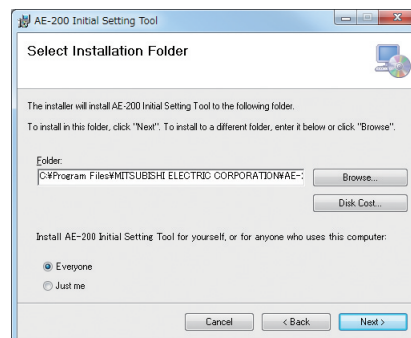 AE-200 Initial Setting Tool
Select Installation Folder
The installer will install AE-200 Initial Setting Tool to the following folder.
To install in this folder, click "Next". To install to a different folder, enter it below or click "Browse".
Folder:
C:¥Program Files¥MITSUBISHI ELECTRIC CORPORATION¥AE-
Browse...
Disk Cost...
Install AE-200 Initial Setting Tool for yourself, or for anyone who uses this computer:
Everyone
Just me
Cancel
< Back
Next >